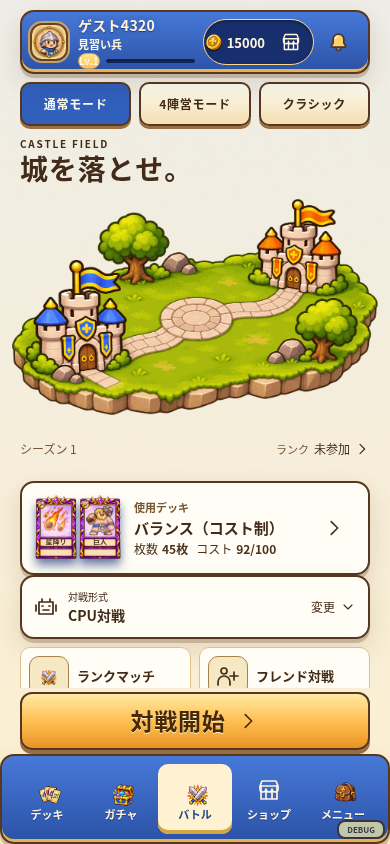 ゲスト4320
見習い兵
Lv.1
15000
通常モード
4陣営モード
クラシック
CASTLE FIELD
城を落とせ。
シーズン 1
ランク 未参加
使用デッキ
バランス（コスト制）
枚数 45枚 コスト 92/100
星降り
巨人
対戦形式
CPU対戦
変更
ランクマッチ
フレンド対戦
対戦開始
デッキ
ガチャ
バトル
ショップ
メニュー
DEBUG